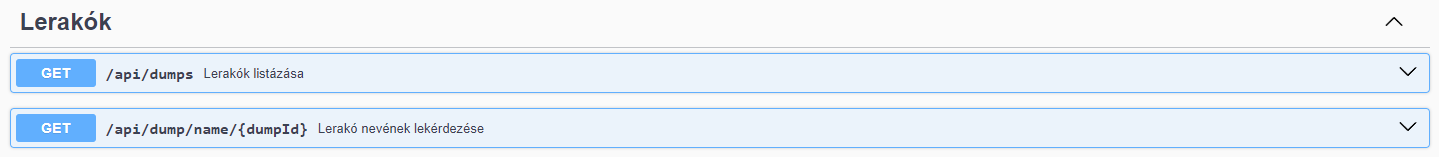 Lerakók
GET /api/dumps Lerakók listázása
GET /api/dump/name/{dumpId} Lerakó nevének lekérdezése